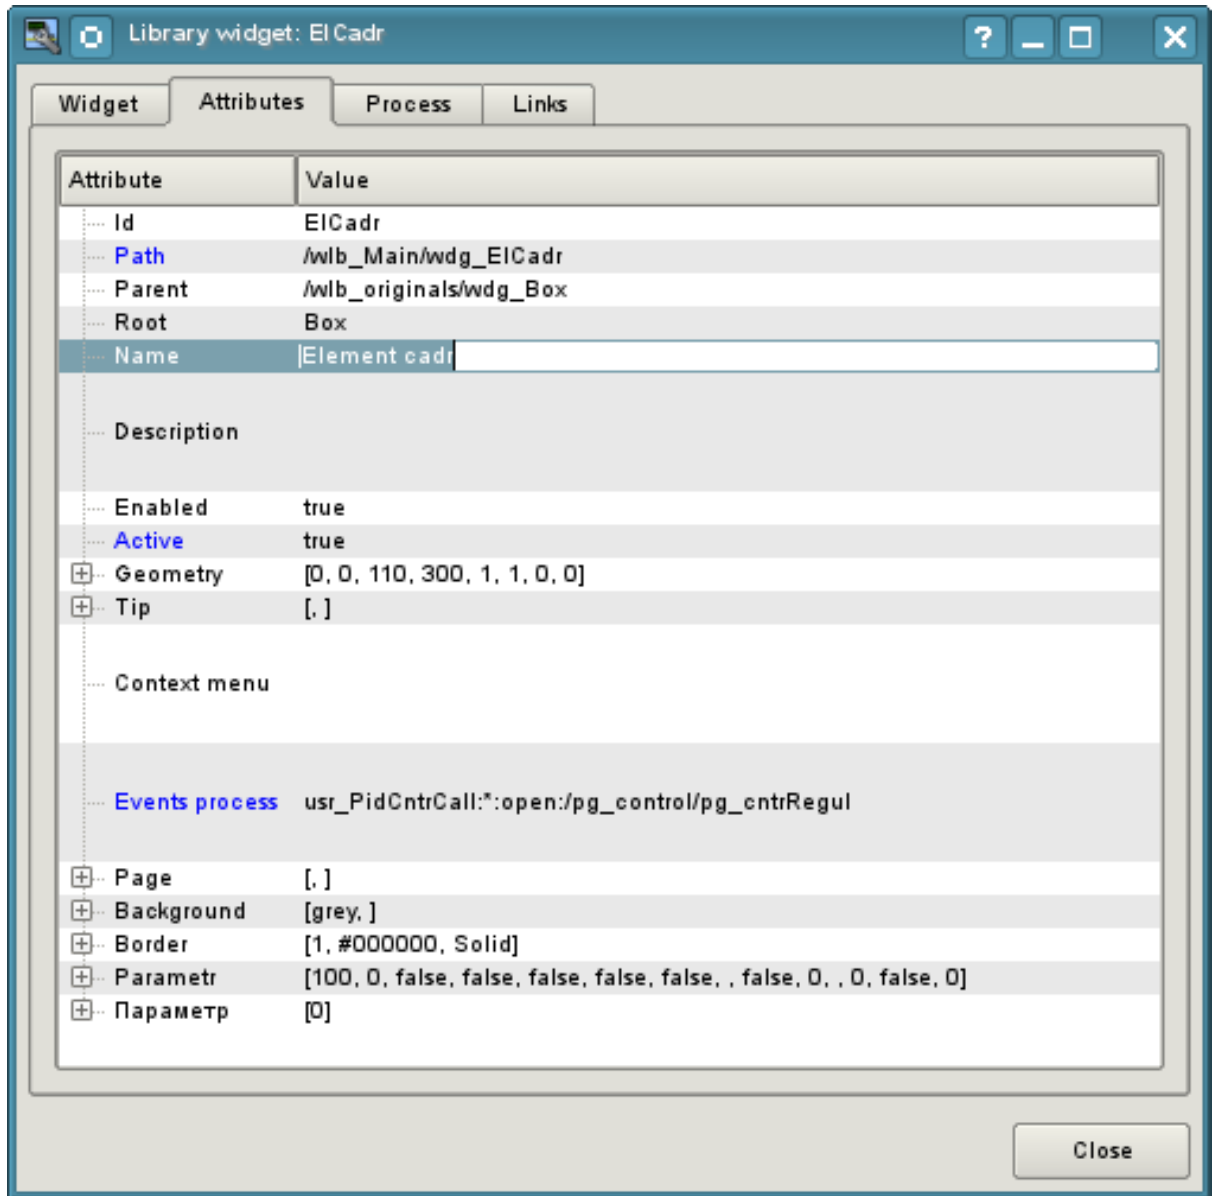 Library widget: ElCadr
?
Widget Attributes Process Links
Attribute Value
Id ElCadr
Path /wlb_Main/wdg_ElCadr
Parent /wlb_originals/wdg_Box
Root Box
Name Element cadr
Description
Enabled true
Active true
Geometry [0, 0, 110, 300, 1, 1, 0, 0]
Tip [, ]
Context menu
Events process usr_PidCntrCall:*:open:/pg_control/pg_cntrRegul
Page [, ]
Background [grey, ]
Border [1, #000000, Solid]
Parametr [100, 0, false, false, false, false, false, , false, 0, , 0, false, 0]
Параметр [0]
Close